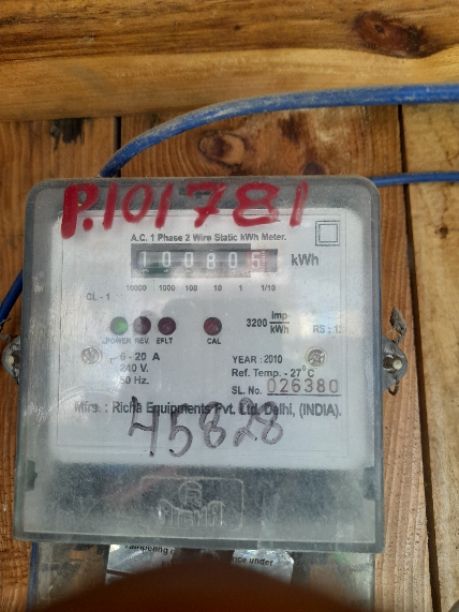 P.101781
A.C. 1 Phase 2 Wire Static kWh Meter.
100805 kWh
10000 1000 100 10 1 1/10
CL - 1
3200 imp/kWh
POWER REV. EFLT CAL
5 - 20 A
240 V.
50 Hz.
YEAR : 2010
Ref. Temp. - 27°C
SL. No. 026380
Mfrs. : Richa Equipments Pvt. Ltd. Delhi, (INDIA).
45828